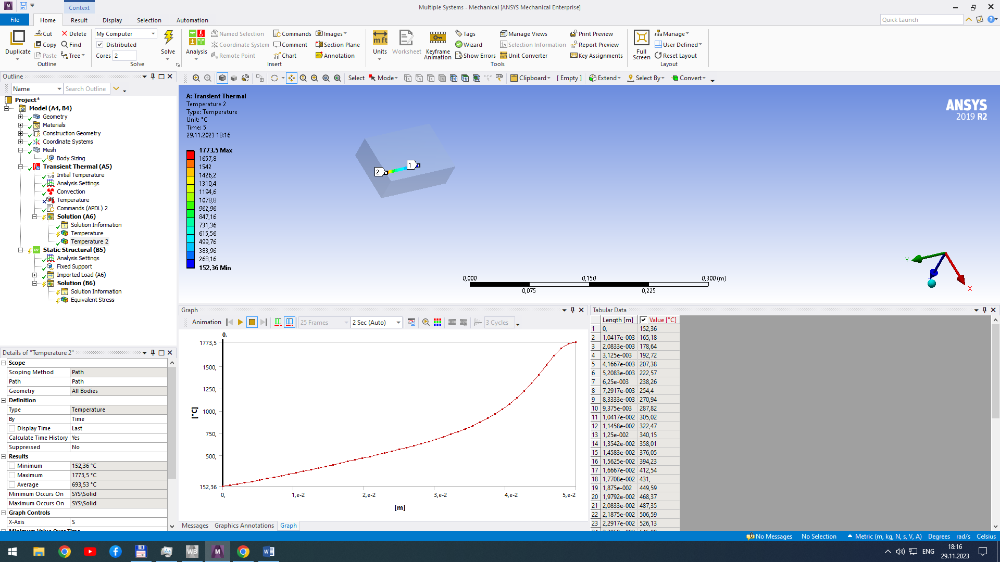 Context
Multiple Systems - Mechanical [ANSYS Mechanical Enterprise]
File Home Result Display Selection Automation
Quick Launch
Duplicate
Cut
Copy
Paste
Delete
Find
Tree
Outline
My Computer
Distributed
Cores 2
Solve
Solve
Analysis
Named Selection
Coordinate System
Remote Point
Commands
Comment
Chart
Images
Section Plane
Annotation
Insert
Units
Worksheet
Keyframe
Animation
Tags
Wizard
Show Errors
Manage Views
Selection Information
Unit Converter
Print Preview
Report Preview
Key Assignments
Tools
Full
Screen
Manage
User Defined
Reset Layout
Layout
Outline
Name Search Outline
Project*
Model (A4, B4)
Geometry
Materials
Construction Geometry
Coordinate Systems
Mesh
Body Sizing
Transient Thermal (A5)
Initial Temperature
Analysis Settings
Convection
Temperature
Commands (APDL) 2
Solution (A6)
Solution Information
Temperature
Temperature 2
Static Structural (B5)
Analysis Settings
Fixed Support
Imported Load (A6)
Solution (B6)
Solution Information
Equivalent Stress
Select Mode Clipboard [ Empty ] Extend Select By Convert
A: Transient Thermal
Temperature 2
Type: Temperature
Unit: °C
Time: 5
29.11.2023 18:16
1773,5 Max
1657,8
1542
1426,2
1310,4
1194,6
1078,8
962,96
847,16
731,36
615,56
499,76
383,96
268,16
152,36 Min
1
2
ANSYS
2019 R2
0,000 0,150 0,300 (m)
0,075 0,225
Y
X
Details of "Temperature 2"
Scope
Scoping Method Path
Path Path
Geometry All Bodies
Definition
Type Temperature
By Time
Display Time Last
Calculate Time History Yes
Suppressed No
Results
Minimum 152,36 °C
Maximum 1773,5 °C
Average 693,53 °C
Minimum Occurs On SYS\Solid
Maximum Occurs On SYS\Solid
Graph Controls
X-Axis S
Minimum Value Over Time
Graph
Animation 25 Frames 2 Sec (Auto) 3 Cycles
0,
1773,5
1500,
1250,
1000,
750,
500,
152,36
[°C]
0, 1,e-2 2,e-2 3,e-2 4,e-2 5,e-2
[m]
Messages Graphics Annotations Graph
Tabular Data
Length [m] Value [°C]
1 0, 152,36
2 1,0417e-003 165,18
3 2,0833e-003 178,64
4 3,125e-003 192,72
5 4,1667e-003 207,38
6 5,2083e-003 222,57
7 6,25e-003 238,26
8 7,2917e-003 254,4
9 8,3333e-003 270,94
10 9,375e-003 287,82
11 1,0417e-002 305,02
12 1,1458e-002 322,47
13 1,25e-002 340,15
14 1,3542e-002 358,01
15 1,4583e-002 376,05
16 1,5625e-002 394,23
17 1,6667e-002 412,54
18 1,7708e-002 431,
19 1,875e-002 449,59
20 1,9792e-002 468,37
21 2,0833e-002 487,35
22 2,1875e-002 506,59
23 2,2917e-002 526,13
No Messages No Selection Metric (m, kg, N, s, V, A) Degrees rad/s Celsius
WB M ENG
18:16
29.11.2023